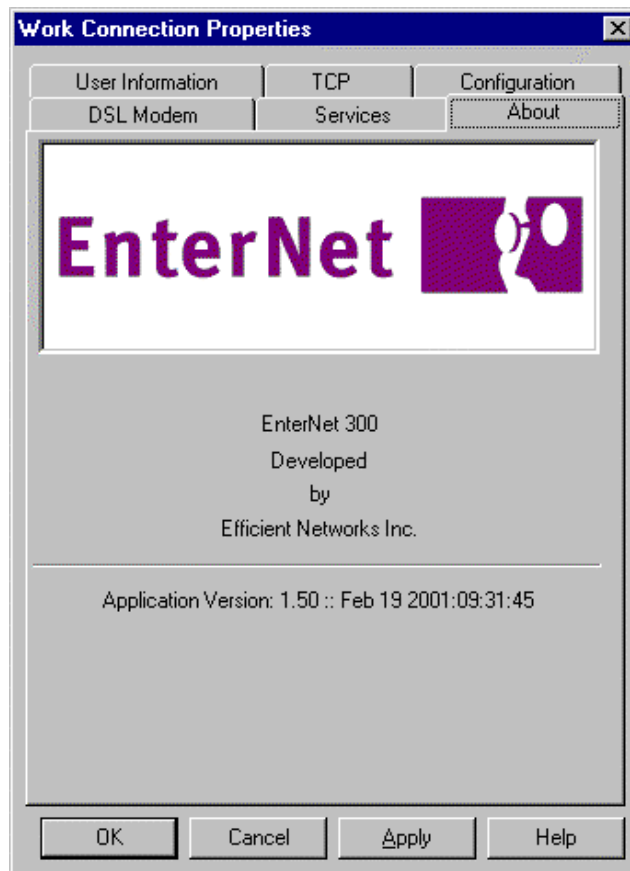 Work Connection Properties
User Information TCP Configuration
DSL Modem Services About
EnterNet
EnterNet 300
Developed
by
Efficient Networks Inc.
Application Version: 1.50 :: Feb 19 2001:09:31:45
OK Cancel Apply Help